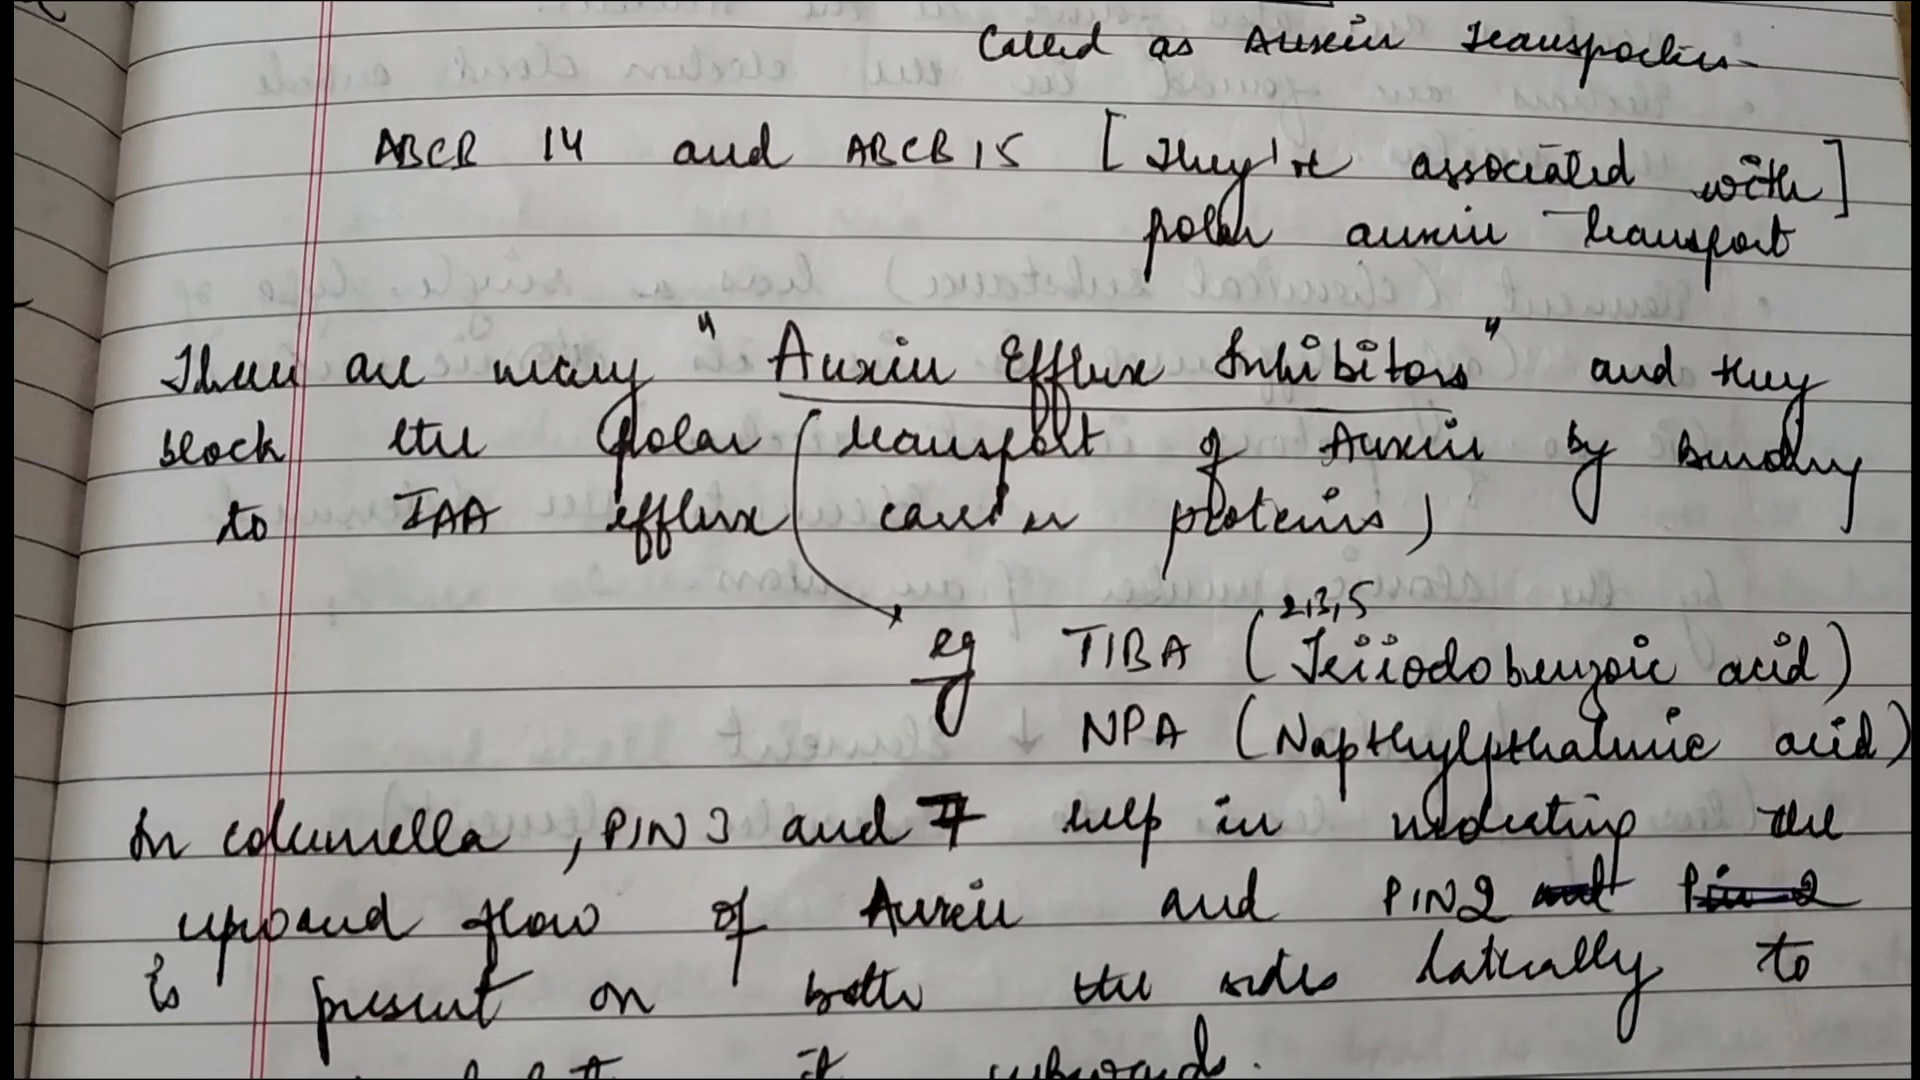 Called as Auxin Transporters
ABCB 14 and ABCB 15 [They're associated with]
polar auxin transport
There are many "Auxin Efflux Inhibitors" and they
block the (polar transport of Auxin by Binding
to IAA efflux carrier proteins)
2,3,5
eg TIBA (Triiodobenzoic acid)
NPA (Napthylpthalmic acid)
In columella, PIN 3 and 7 help in mediating the
upward flow of Auxin and PIN2
is present on both the sides laterally to
it upwards.